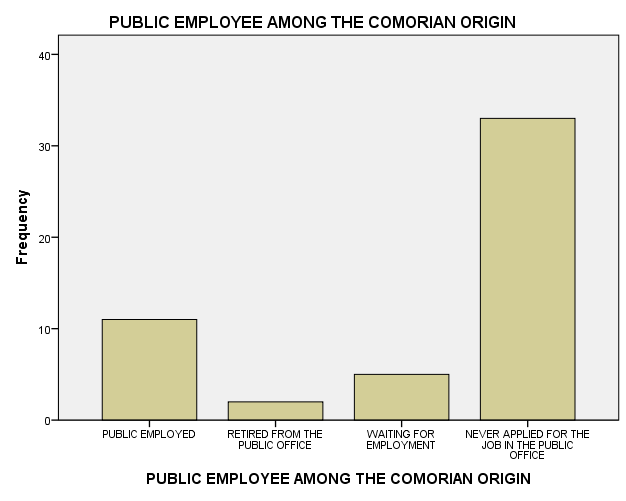 PUBLIC EMPLOYEE AMONG THE COMORIAN ORIGIN
Frequency
40
30
20
10
0
PUBLIC EMPLOYED
RETIRED FROM THE
PUBLIC OFFICE
WAITING FOR
EMPLOYMENT
NEVER APPLIED FOR THE
JOB IN THE PUBLIC
OFFICE
PUBLIC EMPLOYEE AMONG THE COMORIAN ORIGIN